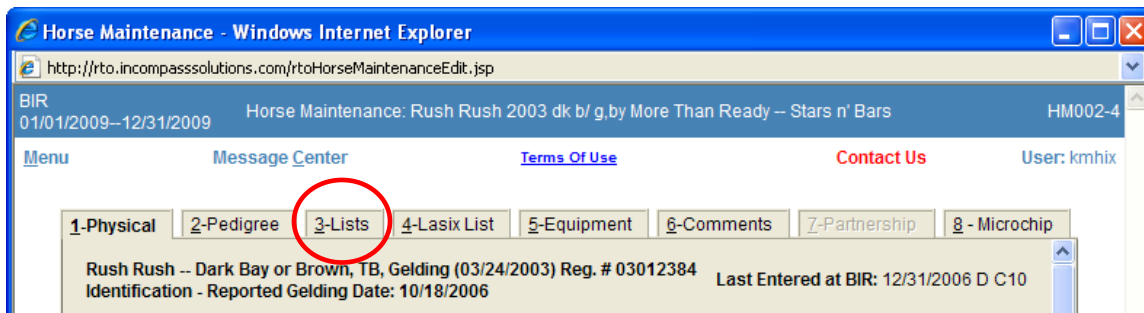 Horse Maintenance - Windows Internet Explorer
http://rto.incompasssolutions.com/rtoHorseMaintenanceEdit.jsp
BIR
01/01/2009--12/31/2009
Horse Maintenance: Rush Rush 2003 dk b/ g,by More Than Ready -- Stars n' Bars
HM002-4
Menu Message Center Terms Of Use Contact Us User: kmhix
1-Physical 2-Pedigree 3-Lists 4-Lasix List 5-Equipment 6-Comments 7-Partnership 8 - Microchip
Rush Rush -- Dark Bay or Brown, TB, Gelding (03/24/2003) Reg. # 03012384
Identification - Reported Gelding Date: 10/18/2006
Last Entered at BIR: 12/31/2006 D C10